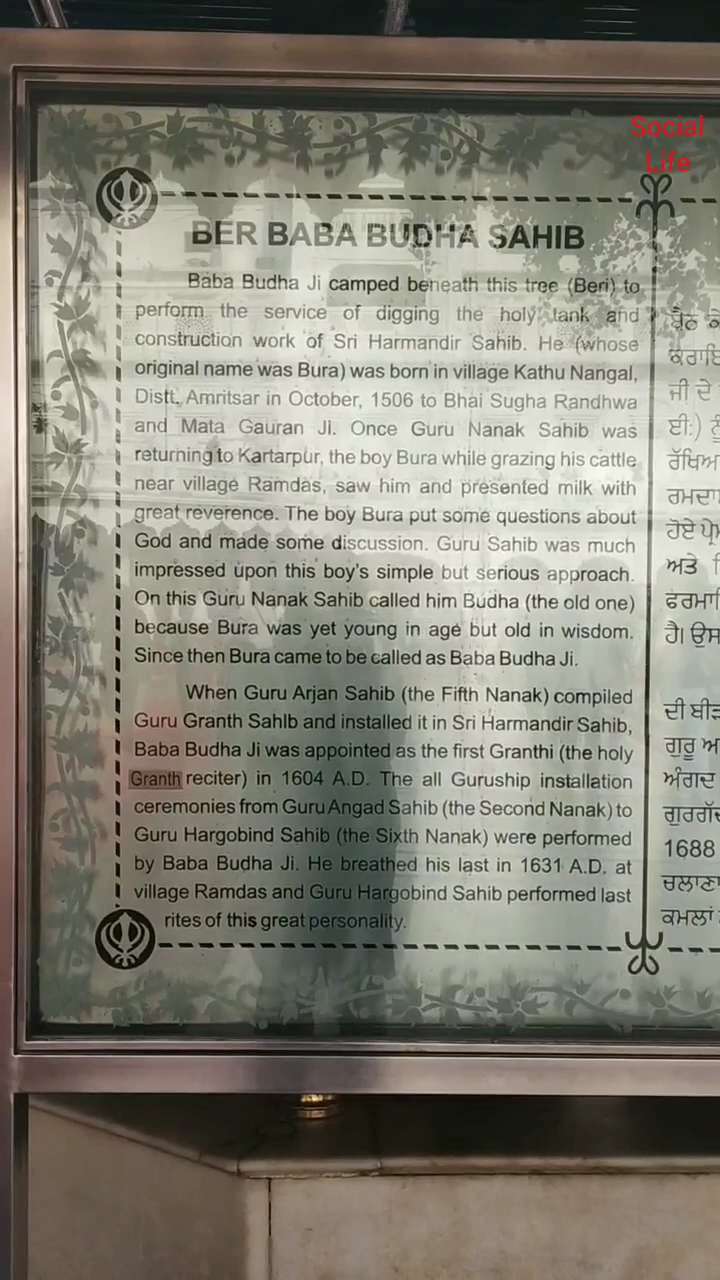 Social
Life
BER BABA BUDHA SAHIB
Baba Budha Ji camped beneath this tree (Beri) to
perform the service of digging the holy tank and
construction work of Sri Harmandir Sahib. He (whose
original name was Bura) was born in village Kathu Nangal,
Distt. Amritsar in October, 1506 to Bhai Sugha Randhwa
and Mata Gauran Ji. Once Guru Nanak Sahib was
returning to Kartarpur, the boy Bura while grazing his cattle
near village Ramdas, saw him and presented milk with
great reverence. The boy Bura put some questions about
God and made some discussion. Guru Sahib was much
impressed upon this boy's simple but serious approach.
On this Guru Nanak Sahib called him Budha (the old one)
because Bura was yet young in age but old in wisdom.
Since then Bura came to be called as Baba Budha Ji.
When Guru Arjan Sahib (the Fifth Nanak) compiled
Guru Granth SahIb and installed it in Sri Harmandir Sahib,
Baba Budha Ji was appointed as the first Granthi (the holy
Granth reciter) in 1604 A.D. The all Guruship installation
ceremonies from Guru Angad Sahib (the Second Nanak) to
Guru Hargobind Sahib (the Sixth Nanak) were performed
by Baba Budha Ji. He breathed his last in 1631 A.D. at
village Ramdas and Guru Hargobind Sahib performed last
rites of this great personality.
ਜੀ ਦੇ
ਅਤੇ
ਹੈ। ਉਸ
ਦੀ ਬੀੜ
ਗੁਰੂ ਅ
ਅੰਗਦ
1688